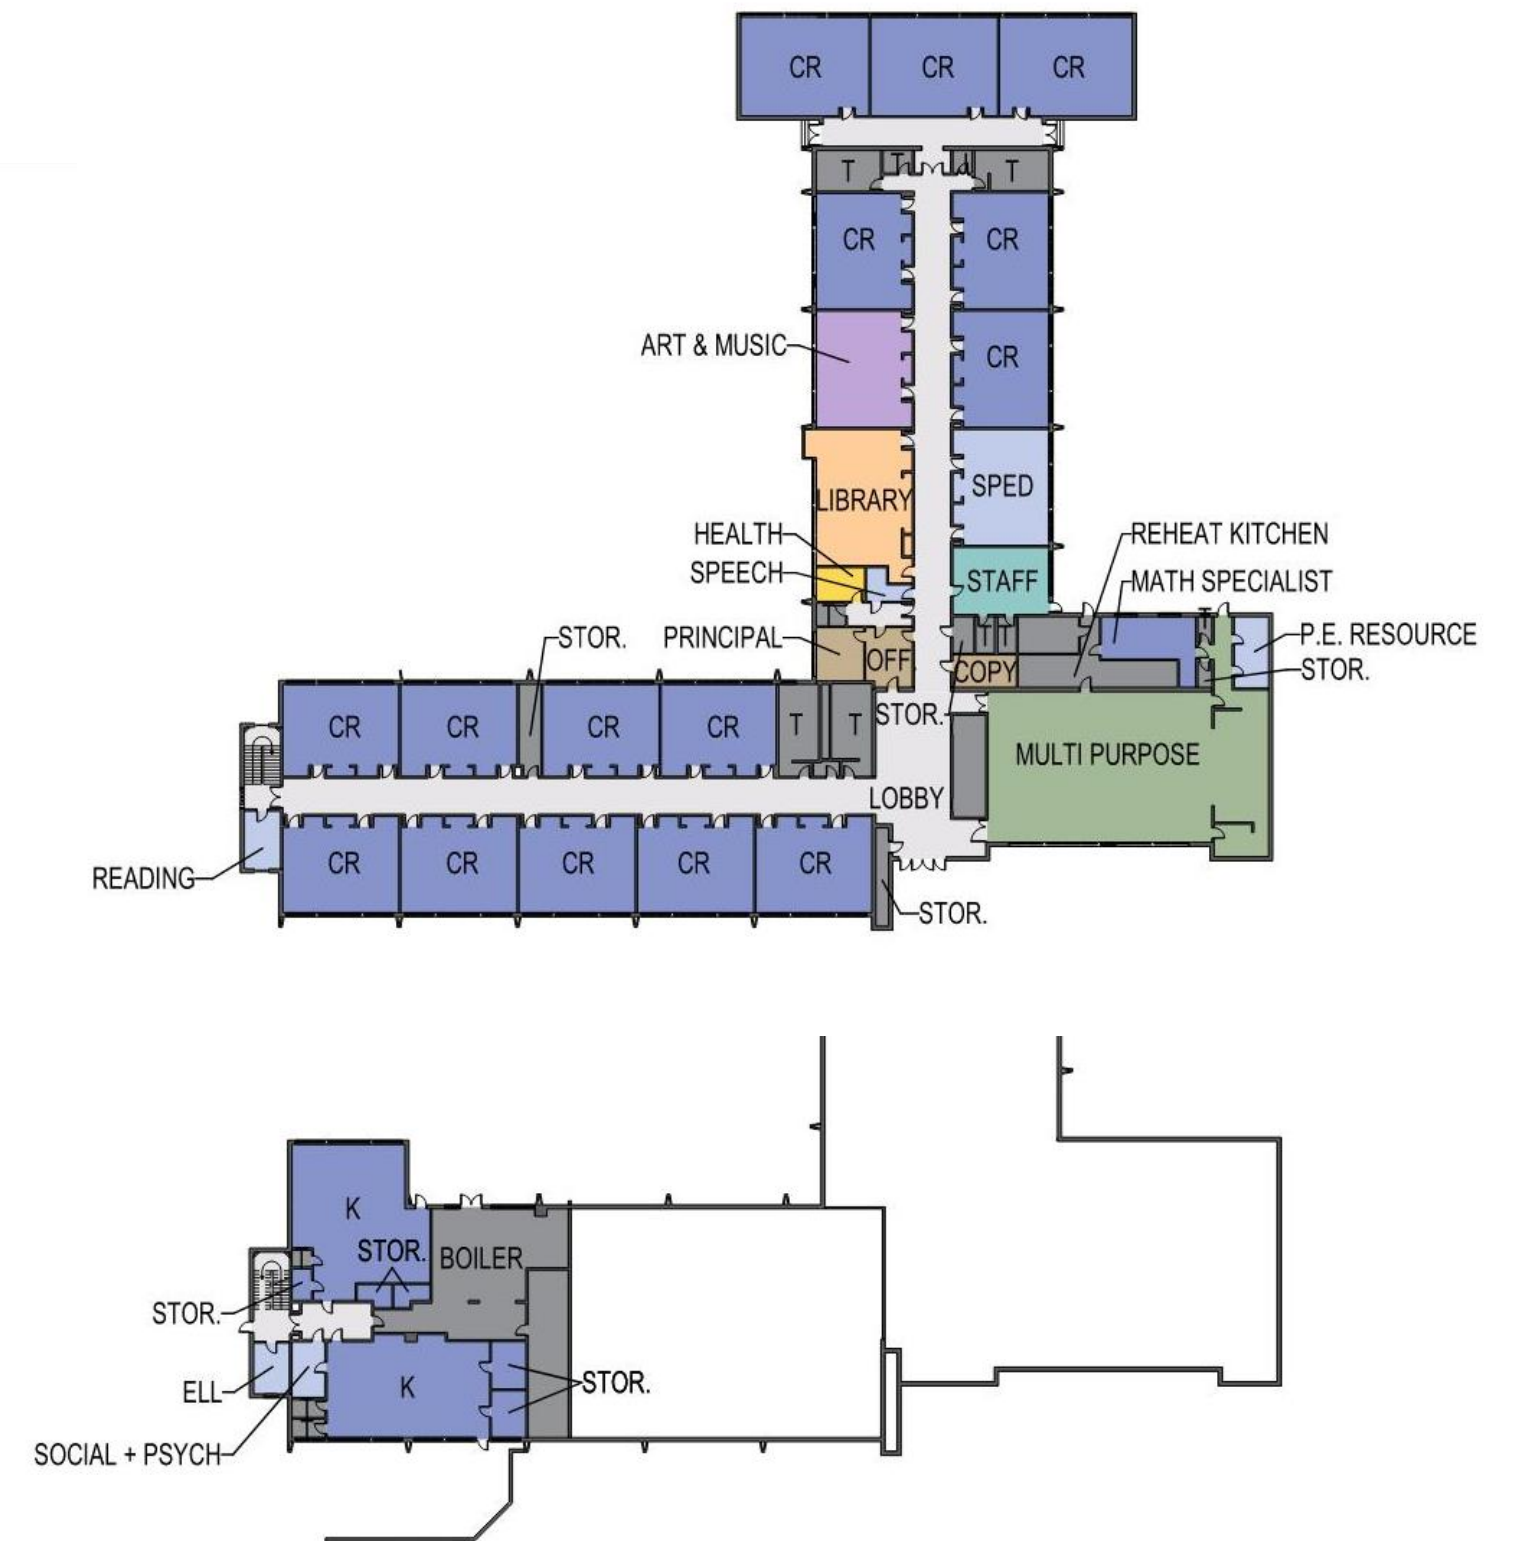 CR CR CR
T T T
CR CR
ART & MUSIC
CR
LIBRARY
SPED
HEALTH
REHEAT KITCHEN
SPEECH
STAFF
MATH SPECIALIST
T
T
STOR.
PRINCIPAL
OFF.
T T
P.E. RESOURCE
COPY
STOR.
CR CR CR CR T T
STOR.
MULTI PURPOSE
LOBBY
CR CR CR CR CR
READING
STOR.
K
STOR.
BOILER
STOR.
ELL
K
STOR.
SOCIAL + PSYCH